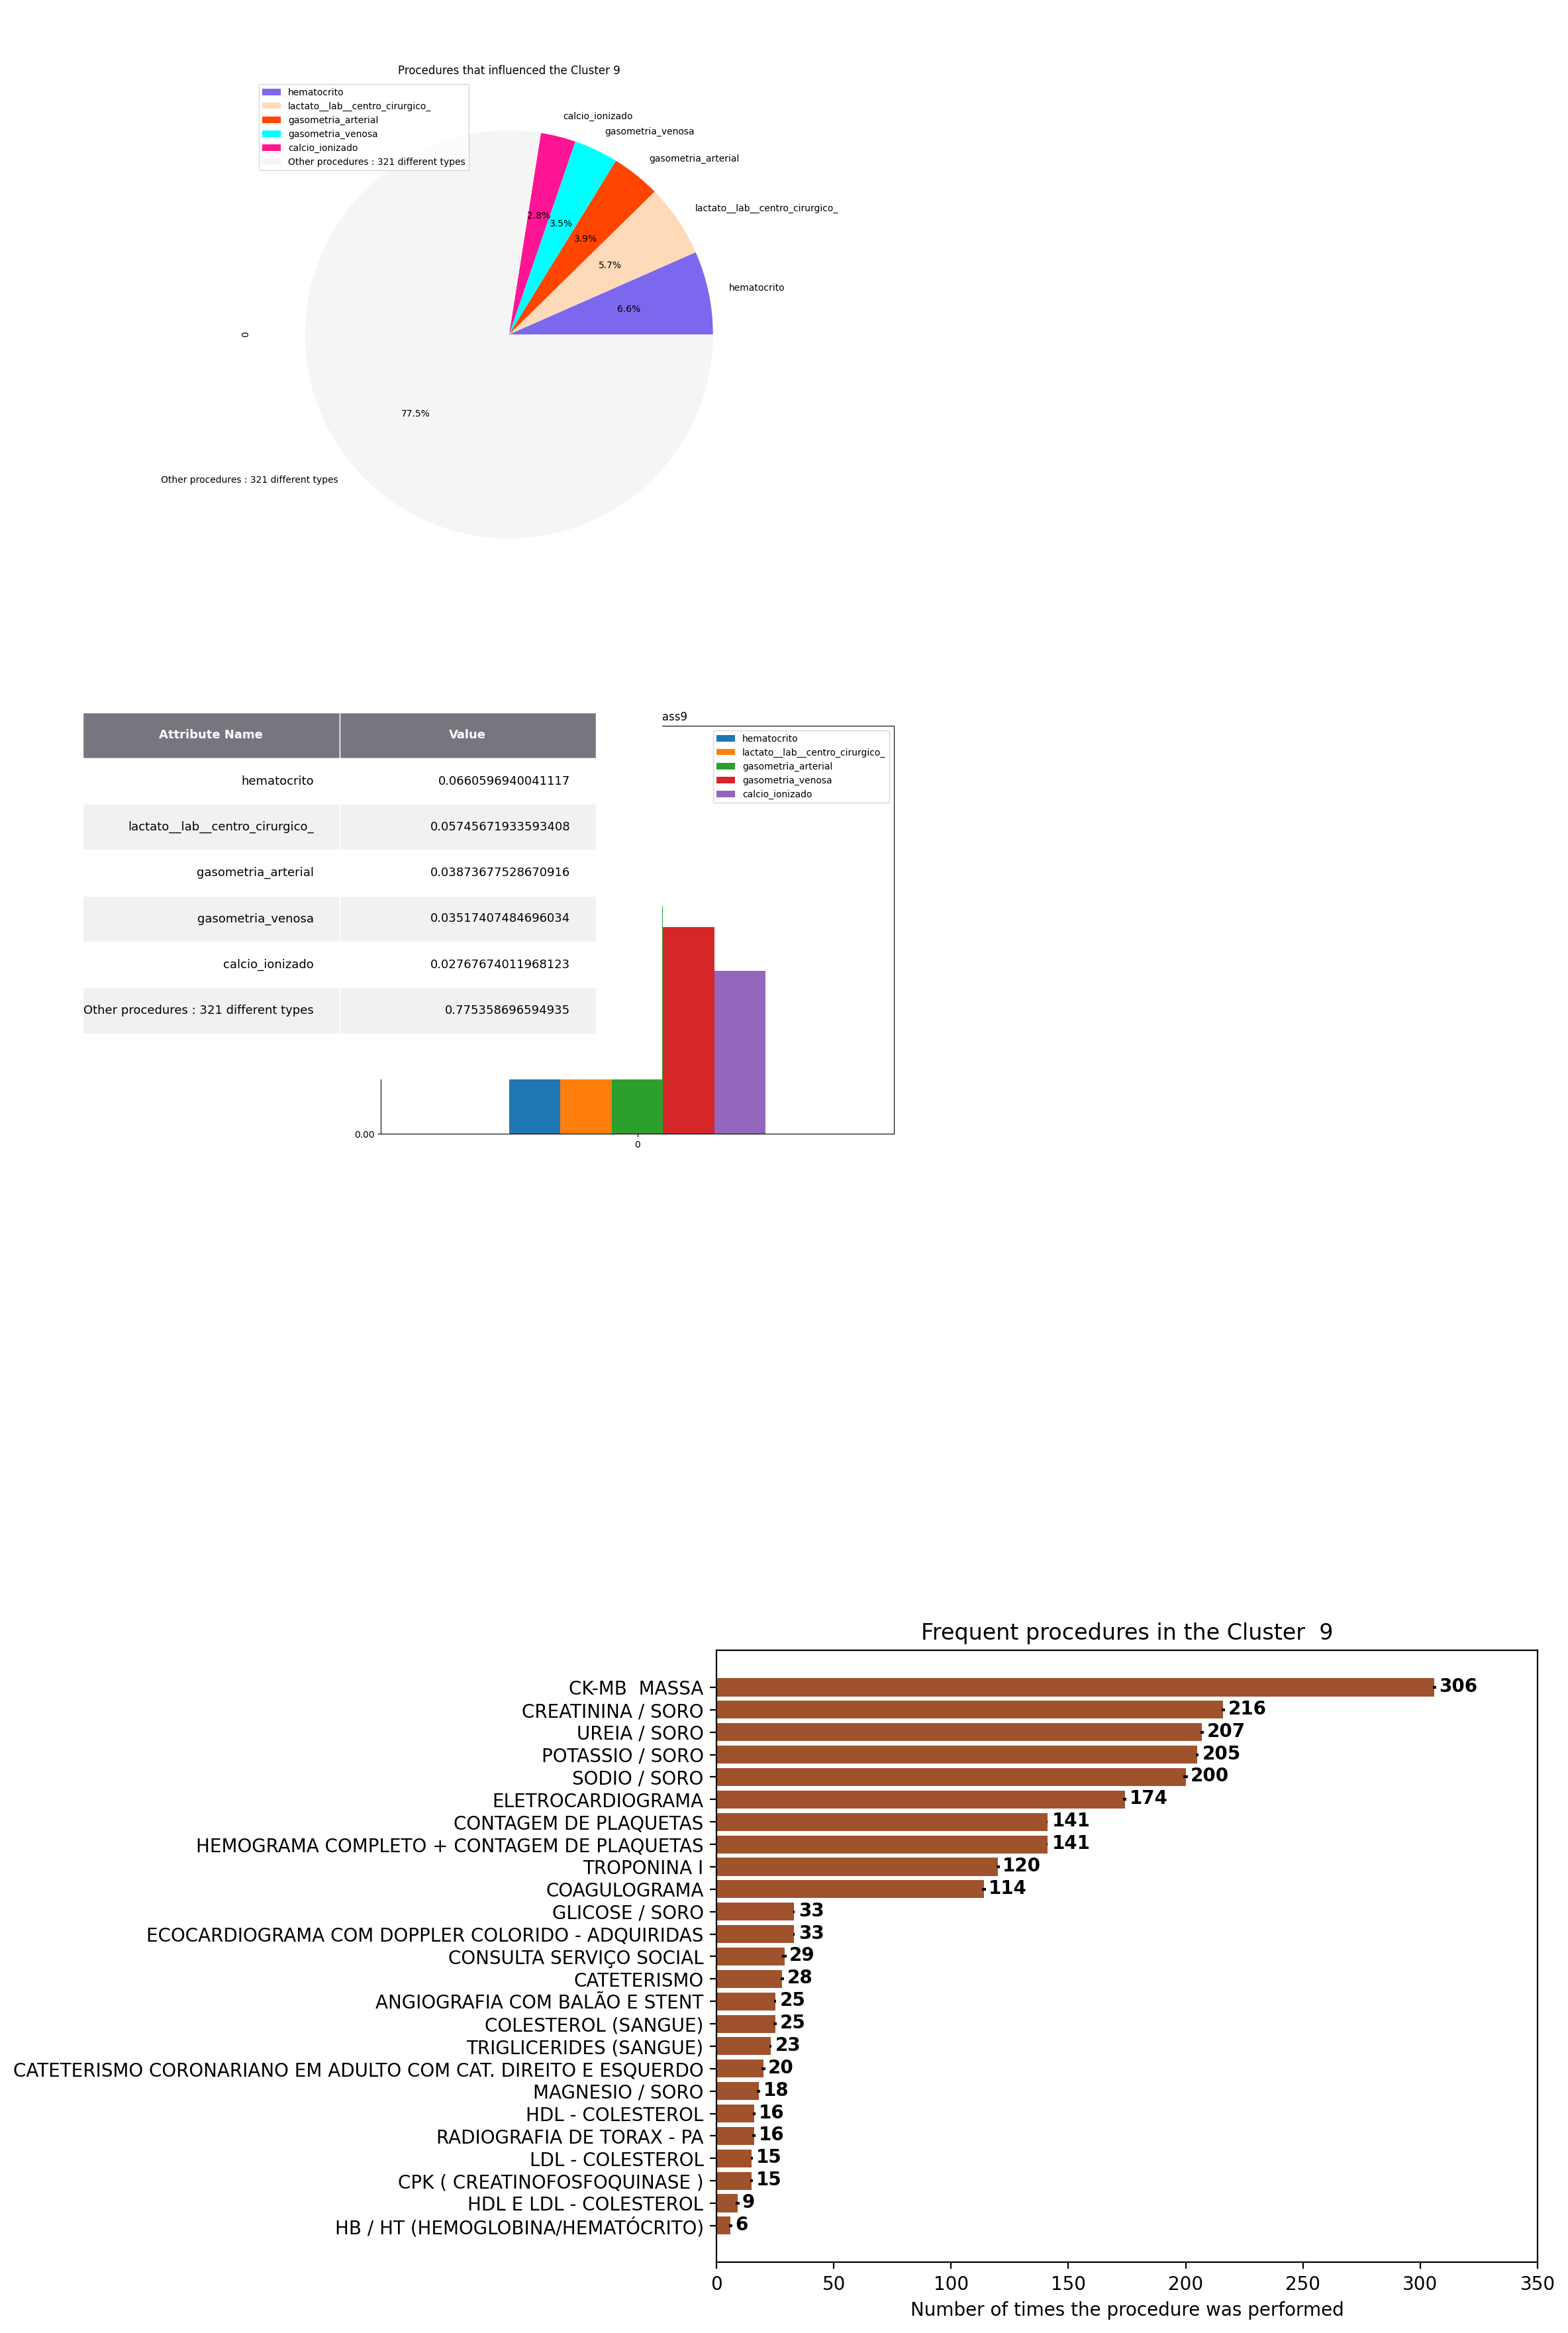 Procedures that influenced the Cluster 9
hematocrito
lactato__lab__centro_cirurgico_
gasometria_arterial
gasometria_venosa
calcio_ionizado
Other procedures : 321 different types
calcio_ionizado
gasometria_venosa
gasometria_arterial
lactato__lab__centro_cirurgico_
hematocrito
2.8%
3.5%
3.9%
5.7%
6.6%
0
77.5%
Other procedures : 321 different types
Attribute Name Value
hematocrito 0.0660596940041117
lactato__lab__centro_cirurgico_ 0.05745671933593408
gasometria_arterial 0.03873677528670916
gasometria_venosa 0.03517407484696034
calcio_ionizado 0.02767674011968123
Other procedures : 321 different types 0.775358696594935
ass9
hematocrito
lactato__lab__centro_cirurgico_
gasometria_arterial
gasometria_venosa
calcio_ionizado
0.00
0
Frequent procedures in the Cluster  9
CK-MB  MASSA 306
CREATININA / SORO 216
UREIA / SORO 207
POTASSIO / SORO 205
SODIO / SORO 200
ELETROCARDIOGRAMA 174
CONTAGEM DE PLAQUETAS 141
HEMOGRAMA COMPLETO + CONTAGEM DE PLAQUETAS 141
TROPONINA I 120
COAGULOGRAMA 114
GLICOSE / SORO 33
ECOCARDIOGRAMA COM DOPPLER COLORIDO - ADQUIRIDAS 33
CONSULTA SERVIÇO SOCIAL 29
CATETERISMO 28
ANGIOGRAFIA COM BALÃO E STENT 25
COLESTEROL (SANGUE) 25
TRIGLICERIDES (SANGUE) 23
CATETERISMO CORONARIANO EM ADULTO COM CAT. DIREITO E ESQUERDO 20
MAGNESIO / SORO 18
HDL - COLESTEROL 16
RADIOGRAFIA DE TORAX - PA 16
LDL - COLESTEROL 15
CPK ( CREATINOFOSFOQUINASE ) 15
HDL E LDL - COLESTEROL 9
HB / HT (HEMOGLOBINA/HEMATÓCRITO) 6
0 50 100 150 200 250 300 350
Number of times the procedure was performed